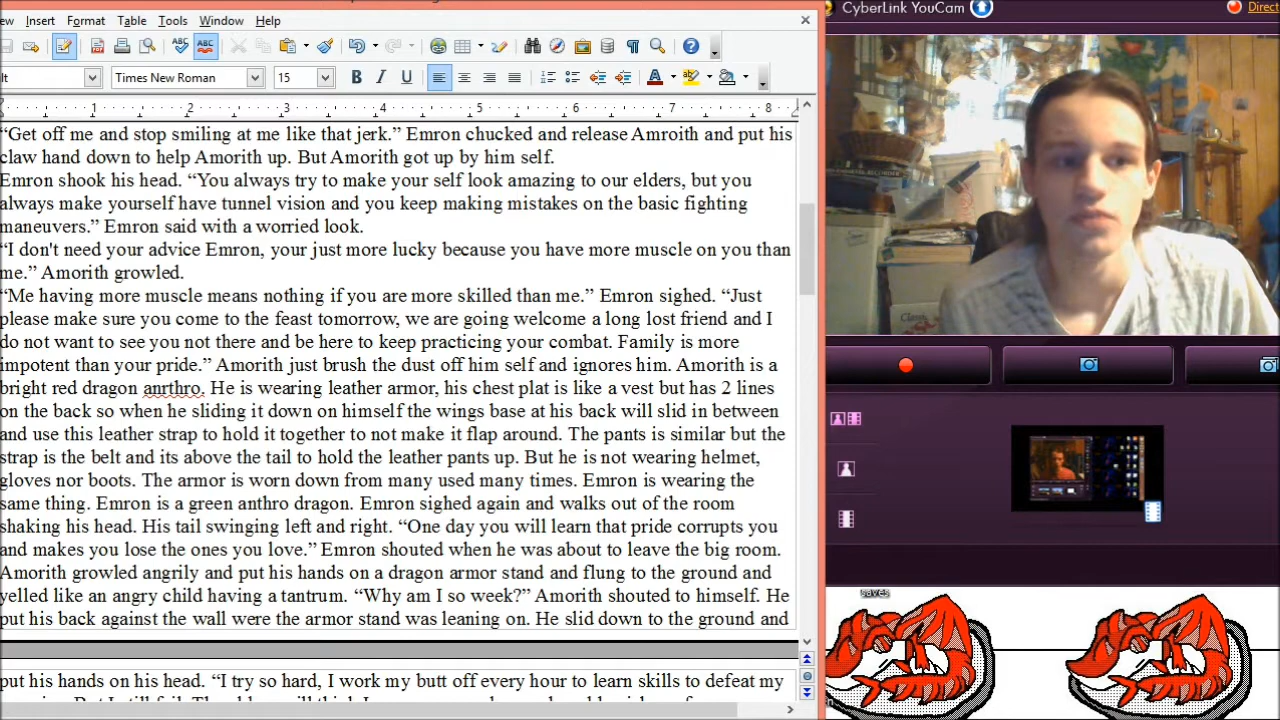 ew Insert Format Table Tools Window Help
CyberLink YouCam
Direct
lt Times New Roman 15 B I U A
1 2 3 4 5 6 7 8
“Get off me and stop smiling at me like that jerk.” Emron chucked and release Amroith and put his
claw hand down to help Amorith up. But Amorith got up by him self.
Emron shook his head. “You always try to make your self look amazing to our elders, but you
always make yourself have tunnel vision and you keep making mistakes on the basic fighting
maneuvers.” Emron said with a worried look.
“I don't need your advice Emron, your just more lucky because you have more muscle on you than
me.” Amorith growled.
“Me having more muscle means nothing if you are more skilled than me.” Emron sighed. “Just
please make sure you come to the feast tomorrow, we are going welcome a long lost friend and I
do not want to see you not there and be here to keep practicing your combat. Family is more
impotent than your pride.” Amorith just brush the dust off him self and ignores him. Amorith is a
bright red dragon anrthro. He is wearing leather armor, his chest plat is like a vest but has 2 lines
on the back so when he sliding it down on himself the wings base at his back will slid in between
and use this leather strap to hold it together to not make it flap around. The pants is similar but the
strap is the belt and its above the tail to hold the leather pants up. But he is not wearing helmet,
gloves nor boots. The armor is worn down from many used many times. Emron is wearing the
same thing. Emron is a green anthro dragon. Emron sighed again and walks out of the room
shaking his head. His tail swinging left and right. “One day you will learn that pride corrupts you
and makes you lose the ones you love.” Emron shouted when he was about to leave the big room.
Amorith growled angrily and put his hands on a dragon armor stand and flung to the ground and
yelled like an angry child having a tantrum. “Why am I so week?” Amorith shouted to himself. He
put his back against the wall were the armor stand was leaning on. He slid down to the ground and
put his hands on his head. “I try so hard, I work my butt off every hour to learn skills to defeat my
saves